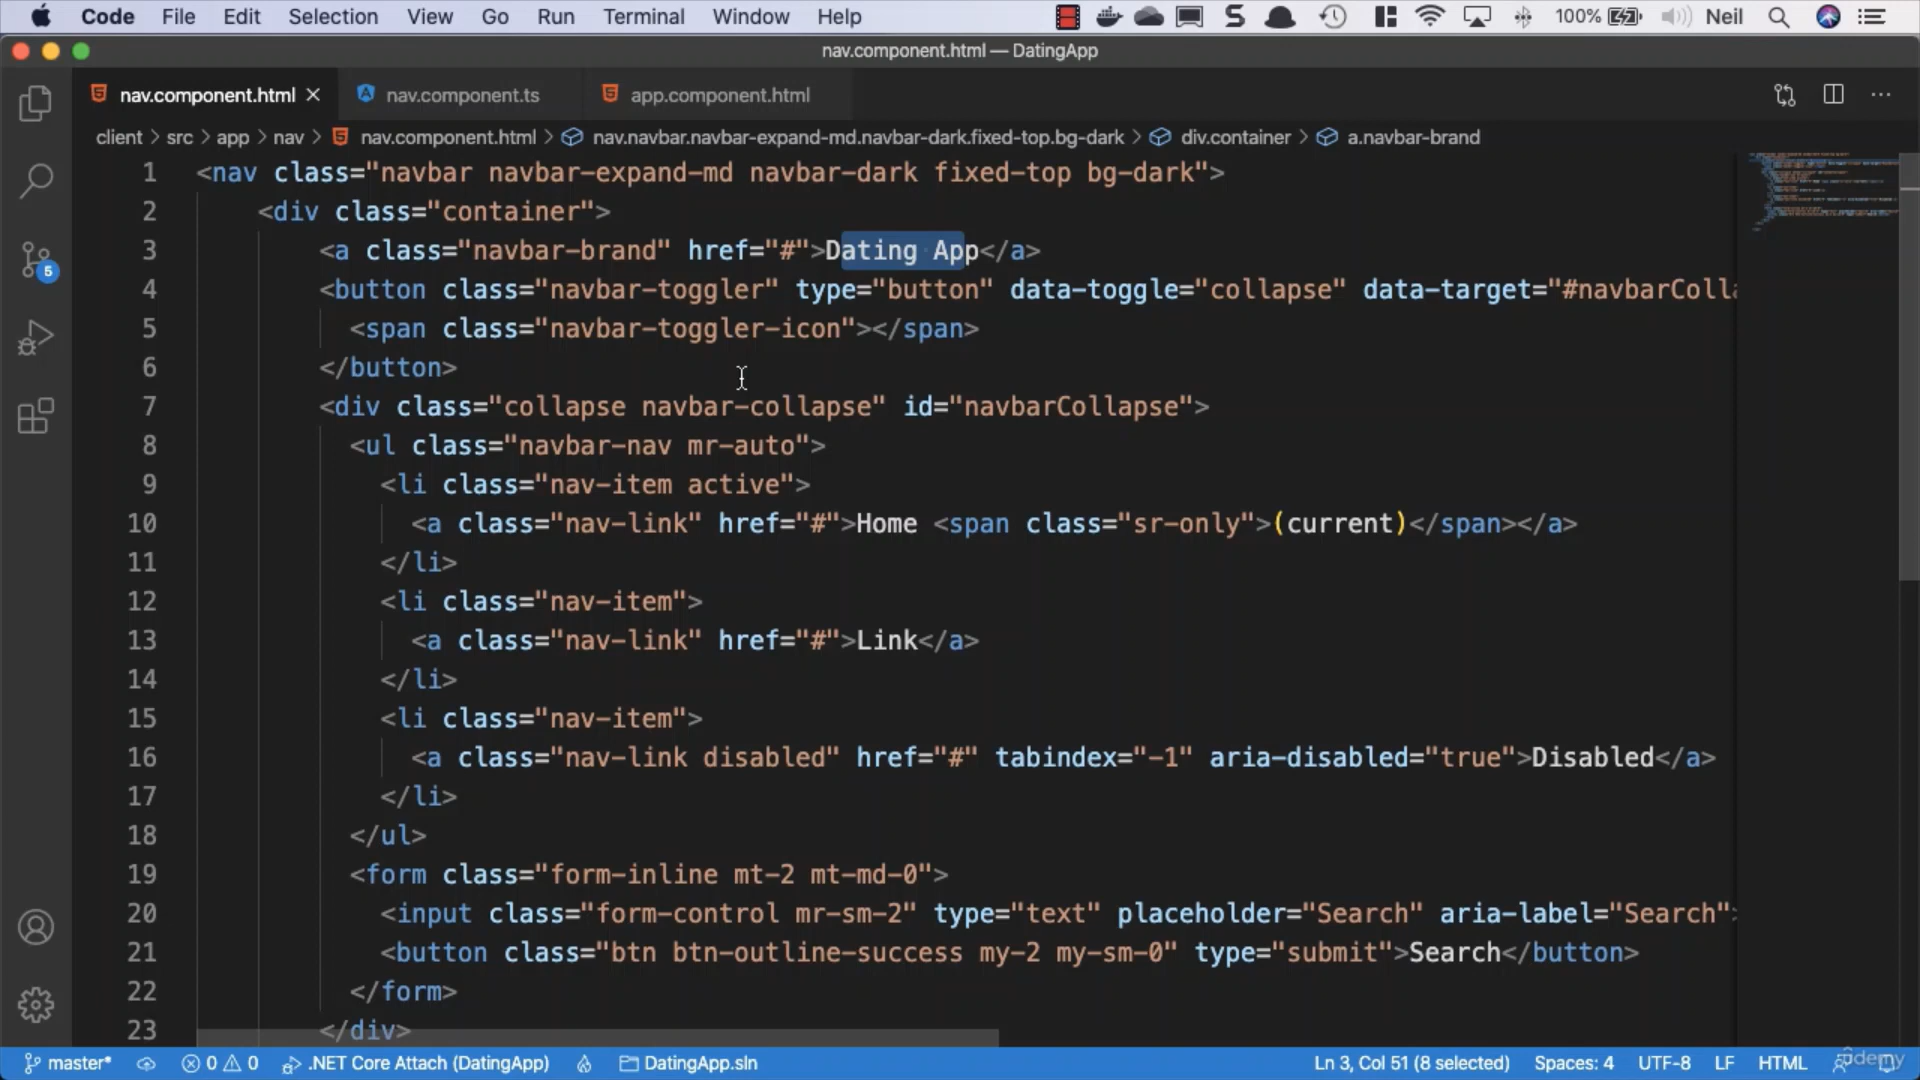 Code File Edit Selection View Go Run Terminal Window Help 100% Neil
nav.component.html — DatingApp
nav.component.html nav.component.ts app.component.html
client > src > app > nav > nav.component.html > nav.navbar.navbar-expand-md.navbar-dark.fixed-top.bg-dark > div.container > a.navbar-brand
1 <nav class="navbar navbar-expand-md navbar-dark fixed-top bg-dark">
2 <div class="container">
3 <a class="navbar-brand" href="#">Dating App</a>
4 <button class="navbar-toggler" type="button" data-toggle="collapse" data-target="#navbarColla
5 <span class="navbar-toggler-icon"></span>
6 </button>
7 <div class="collapse navbar-collapse" id="navbarCollapse">
8 <ul class="navbar-nav mr-auto">
9 <li class="nav-item active">
10 <a class="nav-link" href="#">Home <span class="sr-only">(current)</span></a>
11 </li>
12 <li class="nav-item">
13 <a class="nav-link" href="#">Link</a>
14 </li>
15 <li class="nav-item">
16 <a class="nav-link disabled" href="#" tabindex="-1" aria-disabled="true">Disabled</a>
17 </li>
18 </ul>
19 <form class="form-inline mt-2 mt-md-0">
20 <input class="form-control mr-sm-2" type="text" placeholder="Search" aria-label="Search">
21 <button class="btn btn-outline-success my-2 my-sm-0" type="submit">Search</button>
22 </form>
23 </div>
5
master* 0 0 .NET Core Attach (DatingApp) DatingApp.sln Ln 3, Col 51 (8 selected) Spaces: 4 UTF-8 LF HTML
udemy